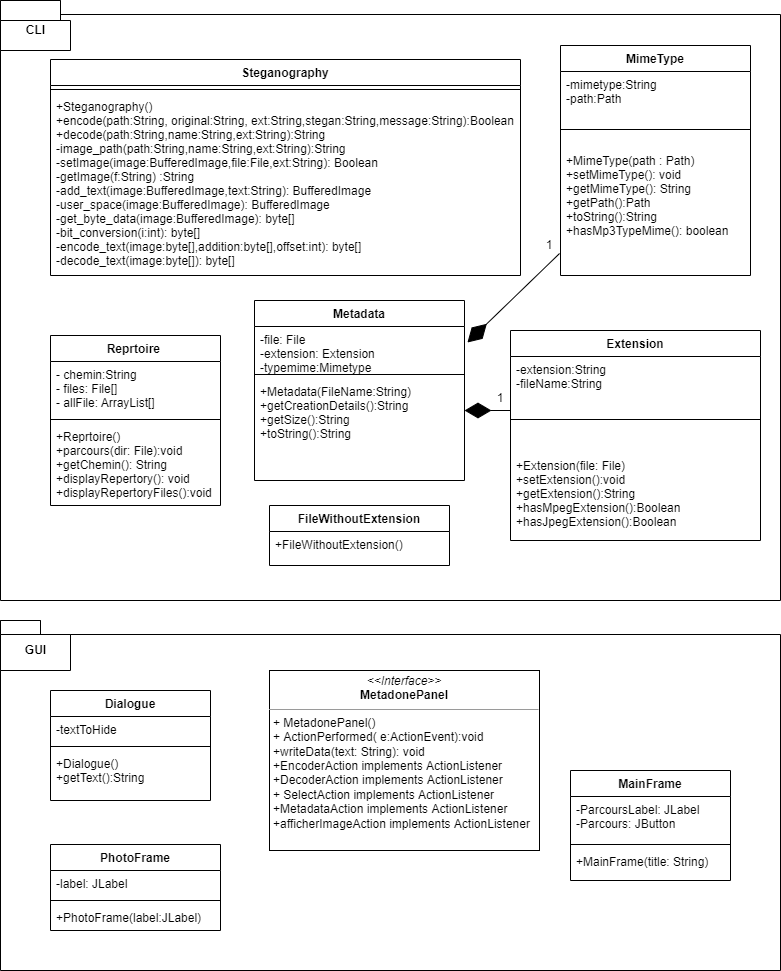 CLI
Steganography
+Steganography()
+encode(path:String, original:String, ext:String,stegan:String,message:String):Boolean
+decode(path:String,name:String,ext:String):String
-image_path(path:String,name:String,ext:String):String
-setImage(image:BufferedImage,file:File,ext:String): Boolean
-getImage(f:String) :String
-add_text(image:BufferedImage,text:String): BufferedImage
-user_space(image:BufferedImage): BufferedImage
-get_byte_data(image:BufferedImage): byte[]
-bit_conversion(i:int): byte[]
-encode_text(image:byte[],addition:byte[],offset:int): byte[]
-decode_text(image:byte[]): byte[]
MimeType
-mimetype:String
-path:Path
+MimeType(path : Path)
+setMimeType(): void
+getMimeType(): String
+getPath():Path
+toString():String
+hasMp3TypeMime(): boolean
1
Metadata
-file: File
-extension: Extension
-typemime:Mimetype
+Metadata(FileName:String)
+getCreationDetails():String
+getSize():String
+toString():String
1
Reprtoire
- chemin:String
- files: File[]
- allFile: ArrayList[]
+Reprtoire()
+parcours(dir: File):void
+getChemin(): String
+displayRepertory(): void
+displayRepertoryFiles():void
Extension
-extension:String
-fileName:String
+Extension(file: File)
+setExtension():void
+getExtension():String
+hasMpegExtension():Boolean
+hasJpegExtension():Boolean
FileWithoutExtension
+FileWithoutExtension()
GUI
Dialogue
-textToHide
+Dialogue()
+getText():String
<<Interface>>
MetadonePanel
+ MetadonePanel()
+ ActionPerformed( e:ActionEvent):void
+writeData(text: String): void
+EncoderAction implements ActionListener
+DecoderAction implements ActionListener
+ SelectAction implements ActionListener
+MetadataAction implements ActionListener
+afficherImageAction implements ActionListener
MainFrame
-ParcoursLabel: JLabel
-Parcours: JButton
+MainFrame(title: String)
PhotoFrame
-label: JLabel
+PhotoFrame(label:JLabel)